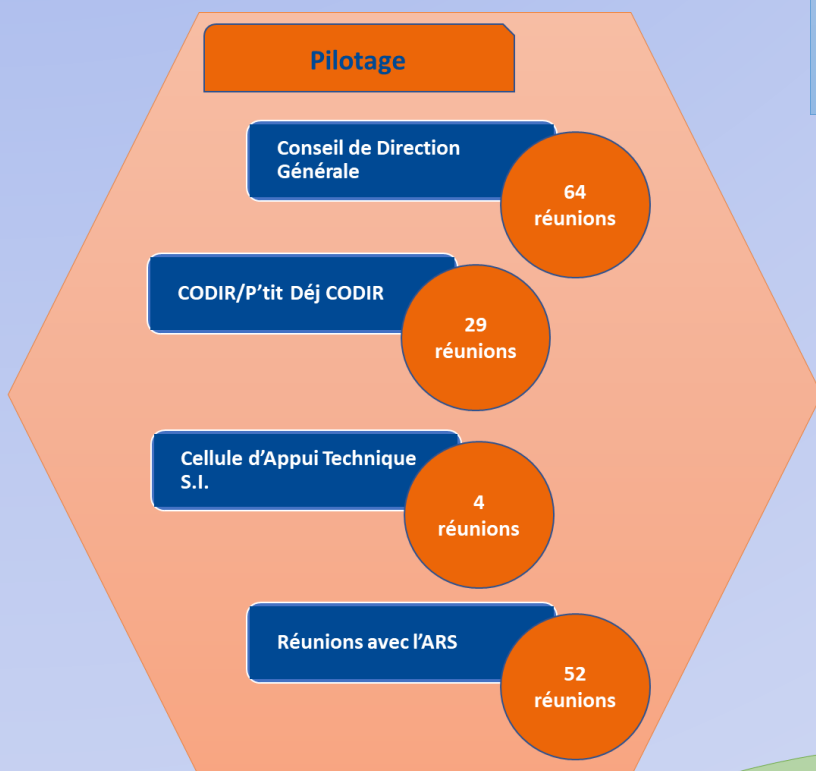 Pilotage
Conseil de Direction
Générale
64
réunions
CODIR/P'tit Déj CODIR
29
réunions
Cellule d'Appui Technique
S.I.
4
réunions
Réunions avec l'ARS
52
réunions